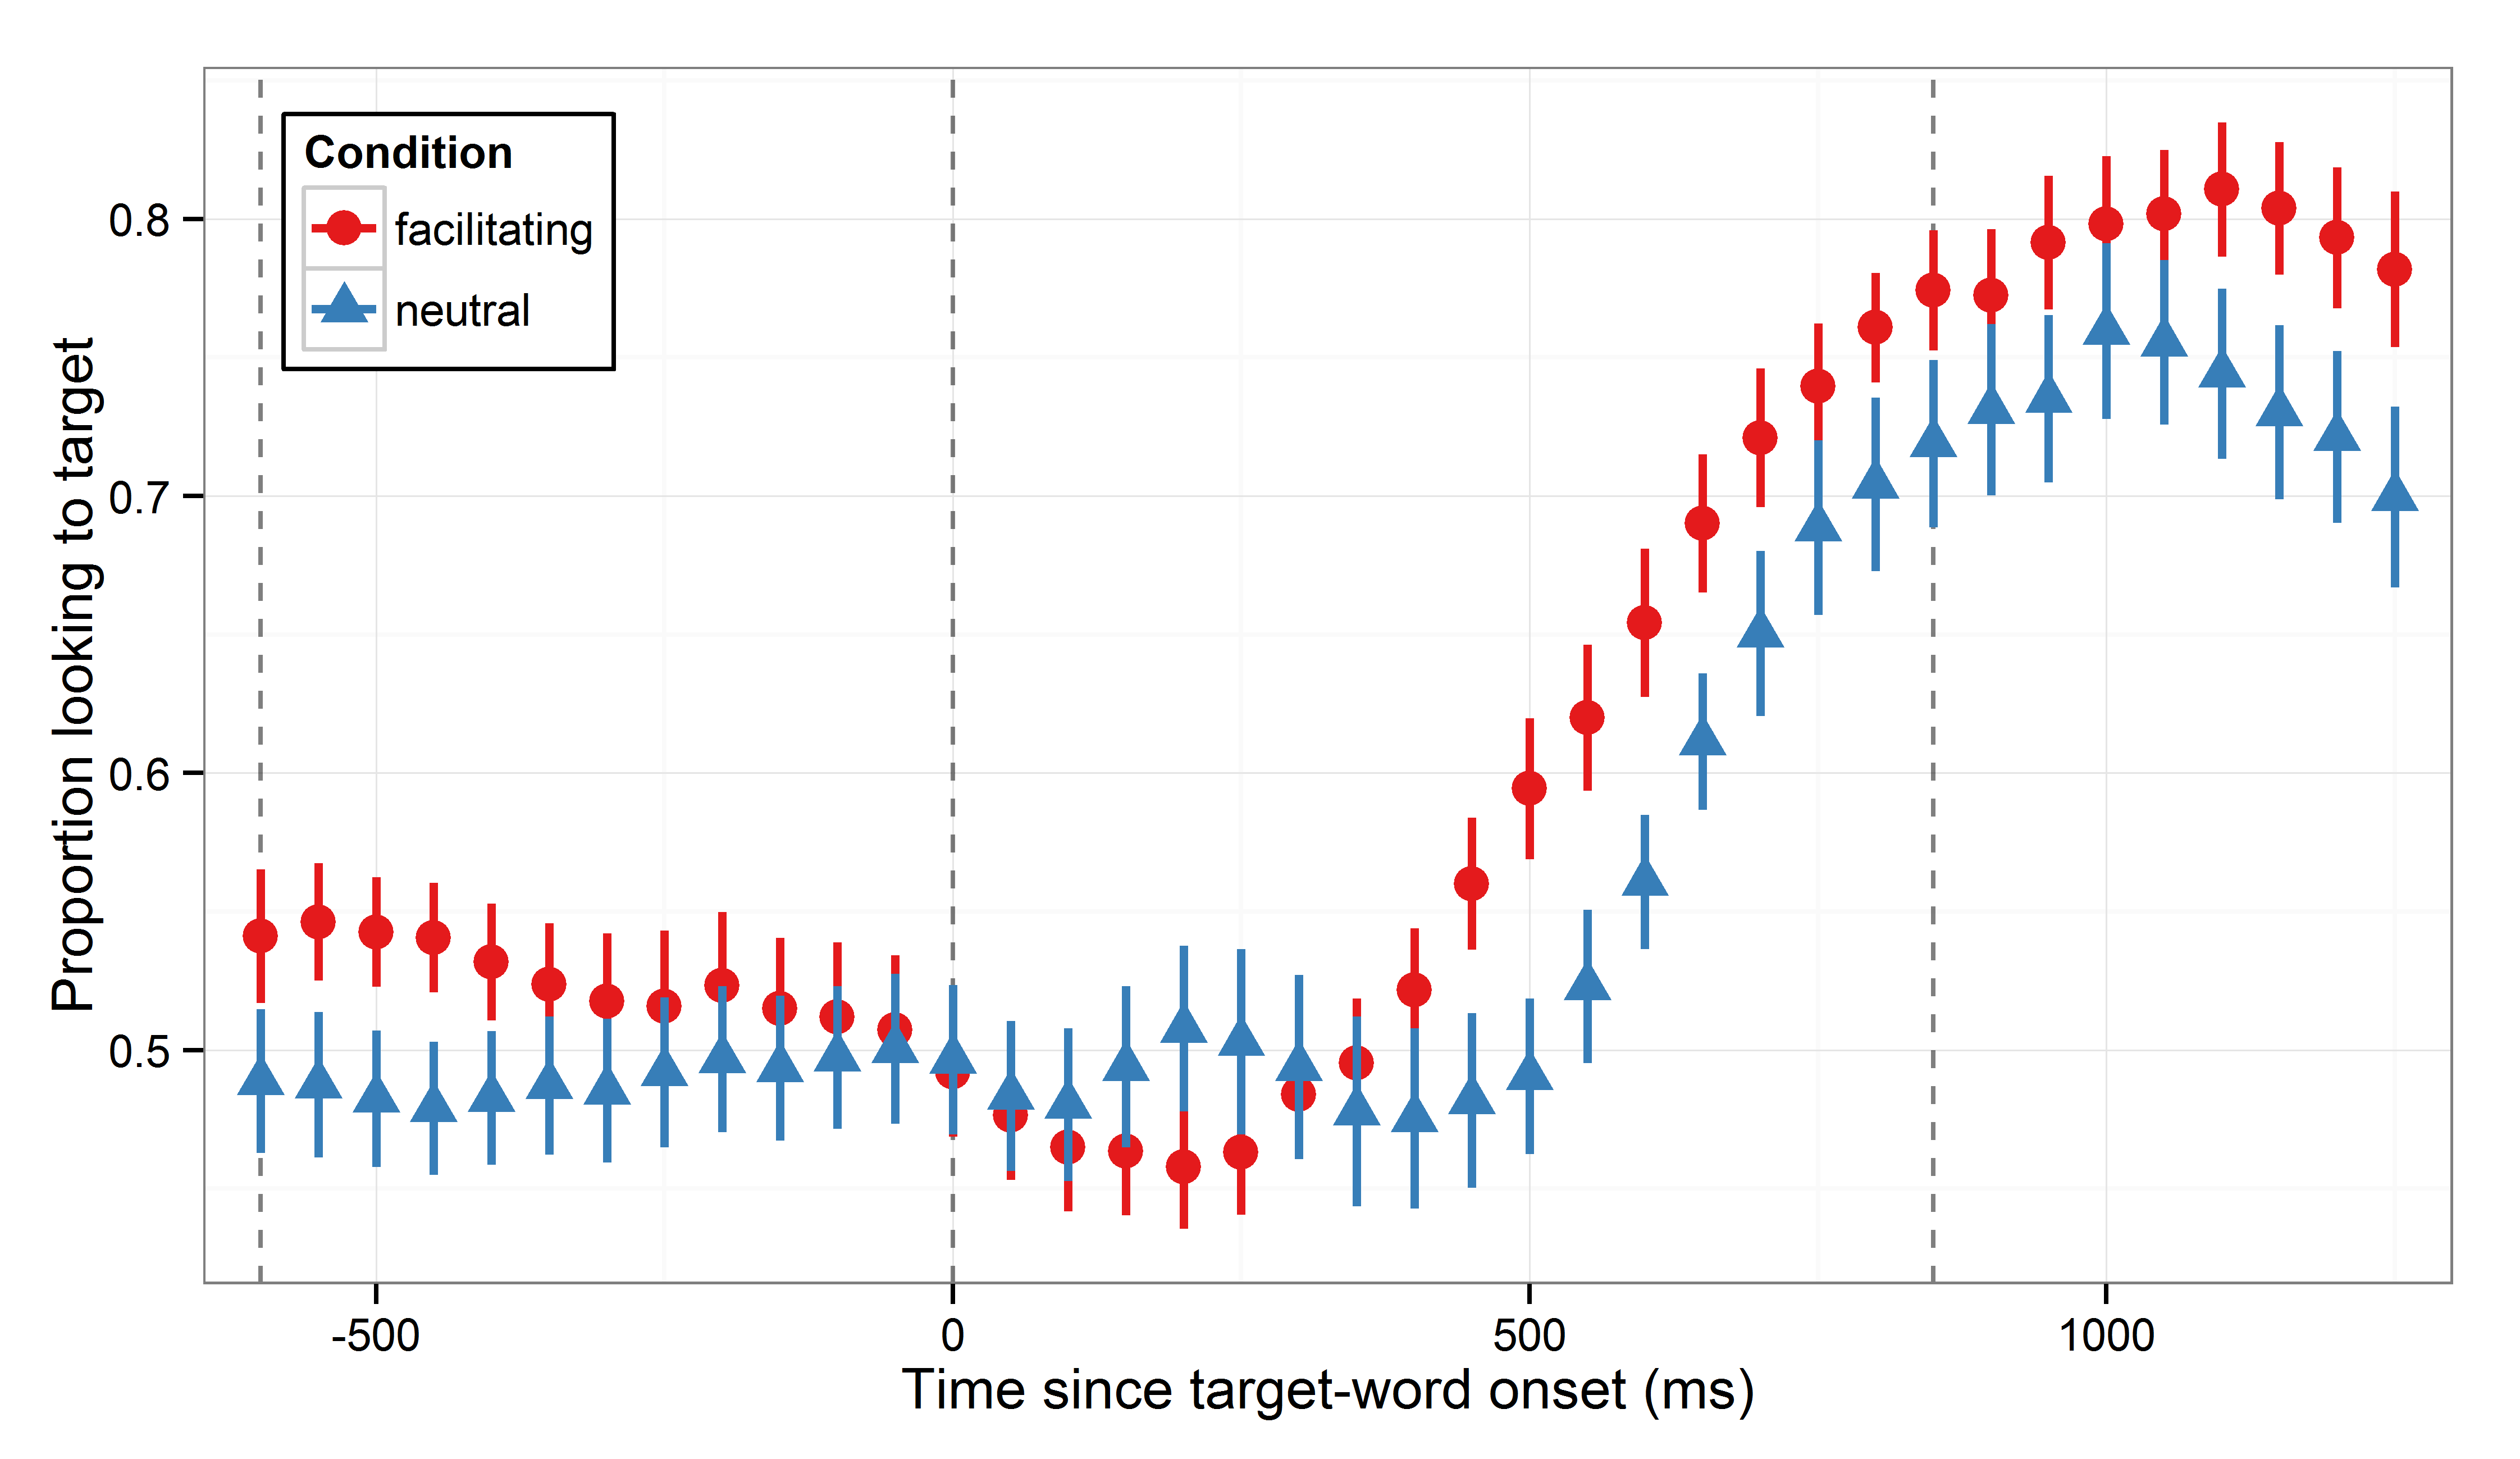 Condition
facilitating
neutral
Proportion looking to target
0.8
0.7
0.6
0.5
-500
0
500
1000
Time since target-word onset (ms)